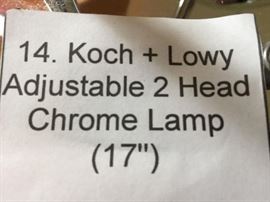 14. Koch + Lowy
Adjustable 2 Head
Chrome Lamp
(17")